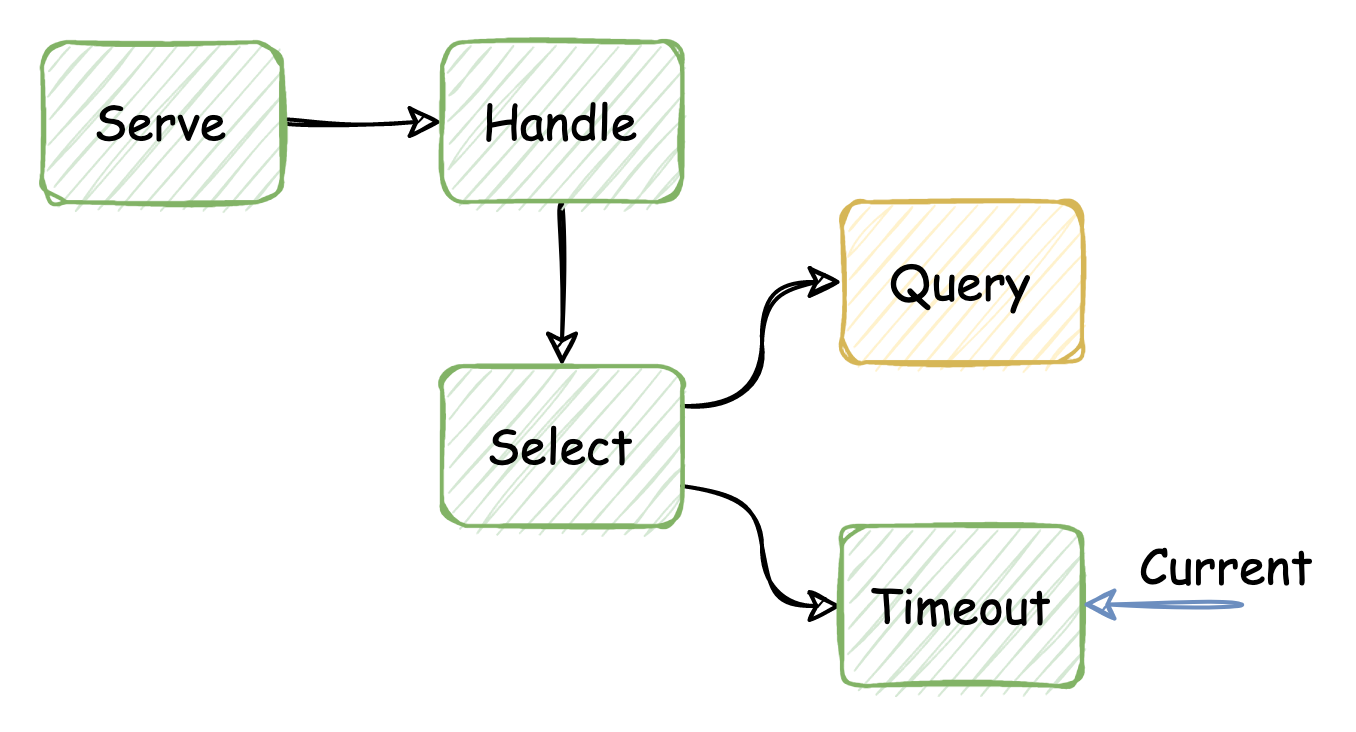 Serve
Handle
Query
Select
Current
Timeout